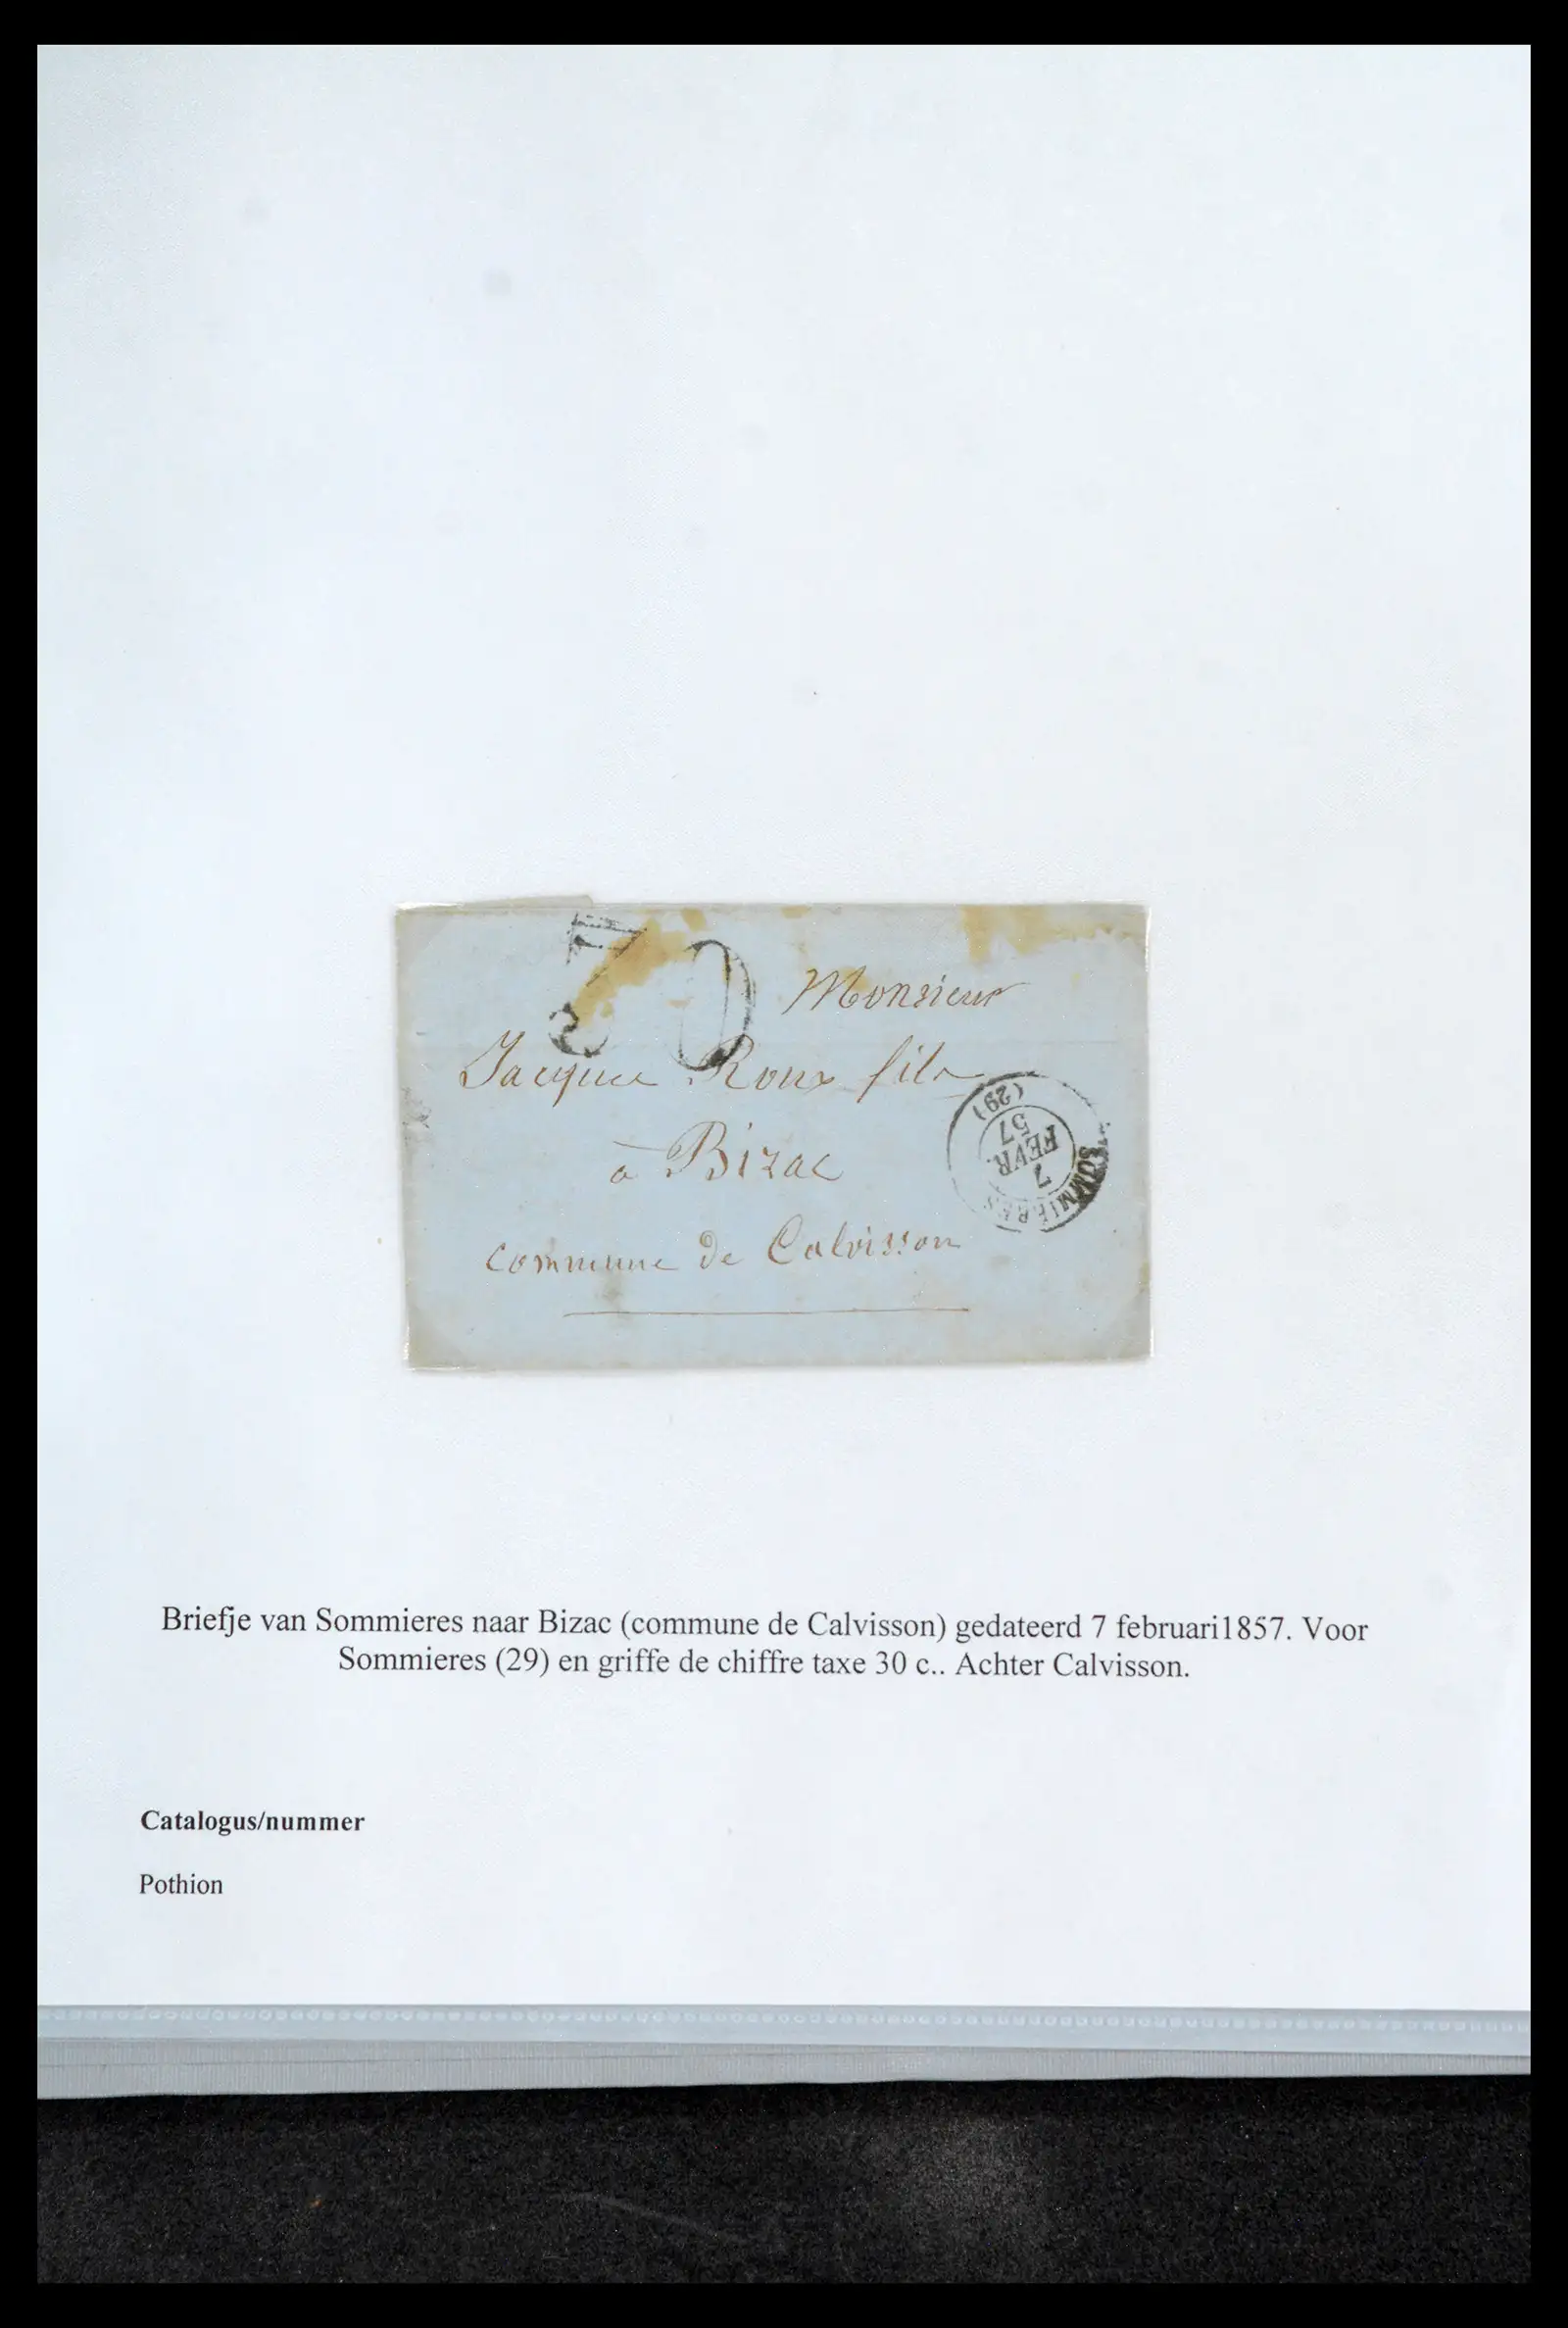 30
Monsieur
Jacques Roux fils
à Bizac
commune de Calvisson
SOMMIÈRES
7
FEVR.
57
(29)
Briefje van Sommieres naar Bizac (commune de Calvisson) gedateerd 7 februari1857. Voor
Sommieres (29) en griffe de chiffre taxe 30 c.. Achter Calvisson.
Catalogus/nummer
Pothion